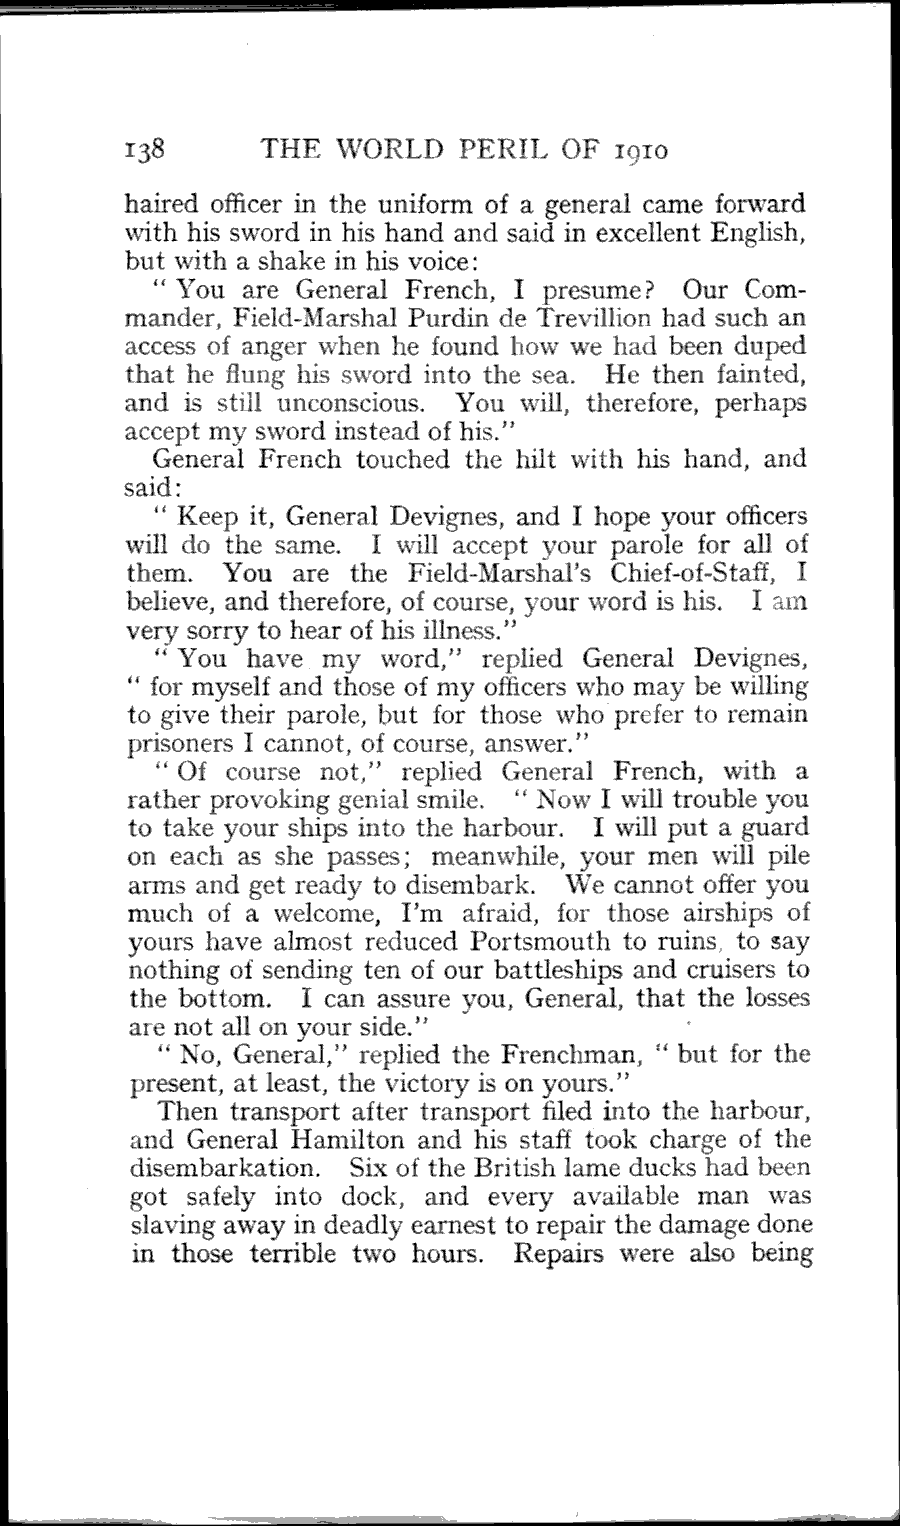 138 THE WORLD PERIL OF 1910
haired officer in the uniform of a general came forward
with his sword in his hand and said in excellent English,
but with a shake in his voice:
“ You are General French, I presume? Our Com-
mander, Field-Marshal Purdin de Trevillion had such an
access of anger when he found how we had been duped
that he flung his sword into the sea. He then fainted,
and is still unconscious. You will, therefore, perhaps
accept my sword instead of his.”
General French touched the hilt with his hand, and
said:
“ Keep it, General Devignes, and I hope your officers
will do the same. I will accept your parole for all of
them. You are the Field-Marshal’s Chief-of-Staff, I
believe, and therefore, of course, your word is his. I am
very sorry to hear of his illness.”
“ You have my word,” replied General Devignes,
“ for myself and those of my officers who may be willing
to give their parole, but for those who prefer to remain
prisoners I cannot, of course, answer.”
“ Of course not,” replied General French, with a
rather provoking genial smile. “ Now I will trouble you
to take your ships into the harbour. I will put a guard
on each as she passes; meanwhile, your men will pile
arms and get ready to disembark. We cannot offer you
much of a welcome, I’m afraid, for those airships of
yours have almost reduced Portsmouth to ruins, to say
nothing of sending ten of our battleships and cruisers to
the bottom. I can assure you, General, that the losses
are not all on your side.”
“ No, General,” replied the Frenchman, “ but for the
present, at least, the victory is on yours.”
Then transport after transport filed into the harbour,
and General Hamilton and his staff took charge of the
disembarkation. Six of the British lame ducks had been
got safely into dock, and every available man was
slaving away in deadly earnest to repair the damage done
in those terrible two hours. Repairs were also being